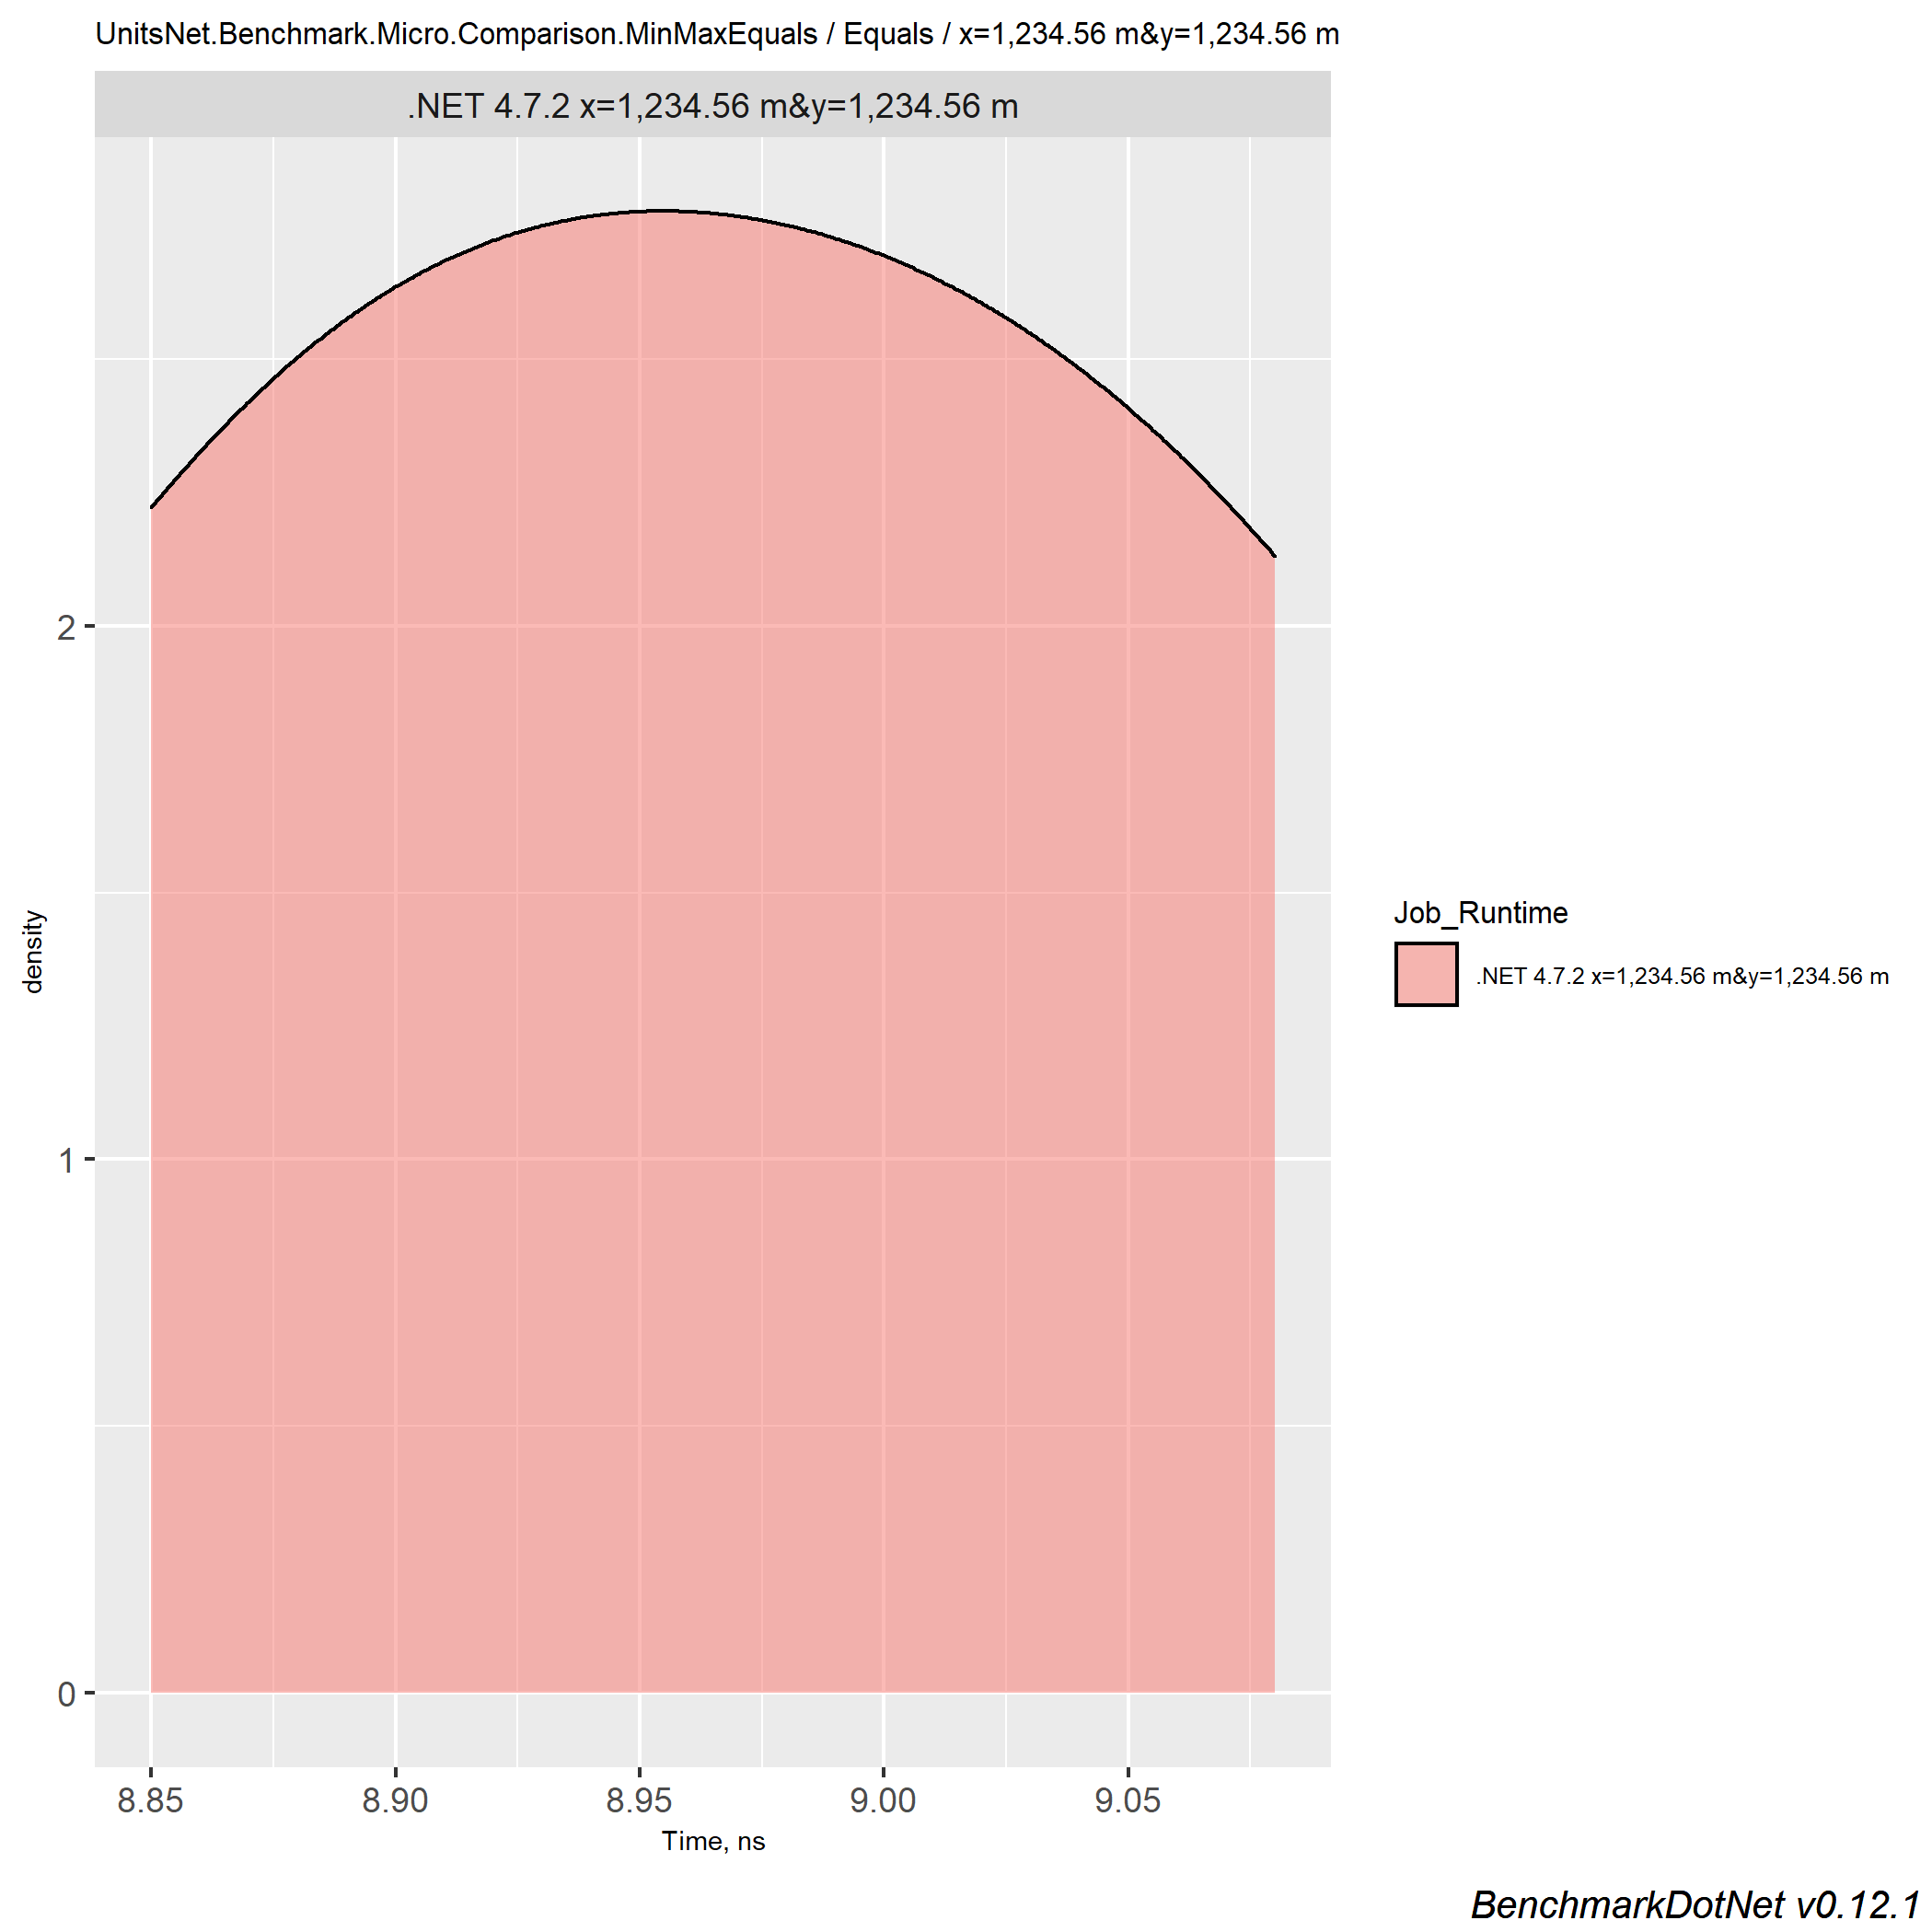 UnitsNet.Benchmark.Micro.Comparison.MinMaxEquals / Equals / x=1,234.56 m&y=1,234.56 m
.NET 4.7.2 x=1,234.56 m&y=1,234.56 m
2
1
0
density
8.85 8.90 8.95 9.00 9.05
Time, ns
Job_Runtime
.NET 4.7.2 x=1,234.56 m&y=1,234.56 m
BenchmarkDotNet v0.12.1